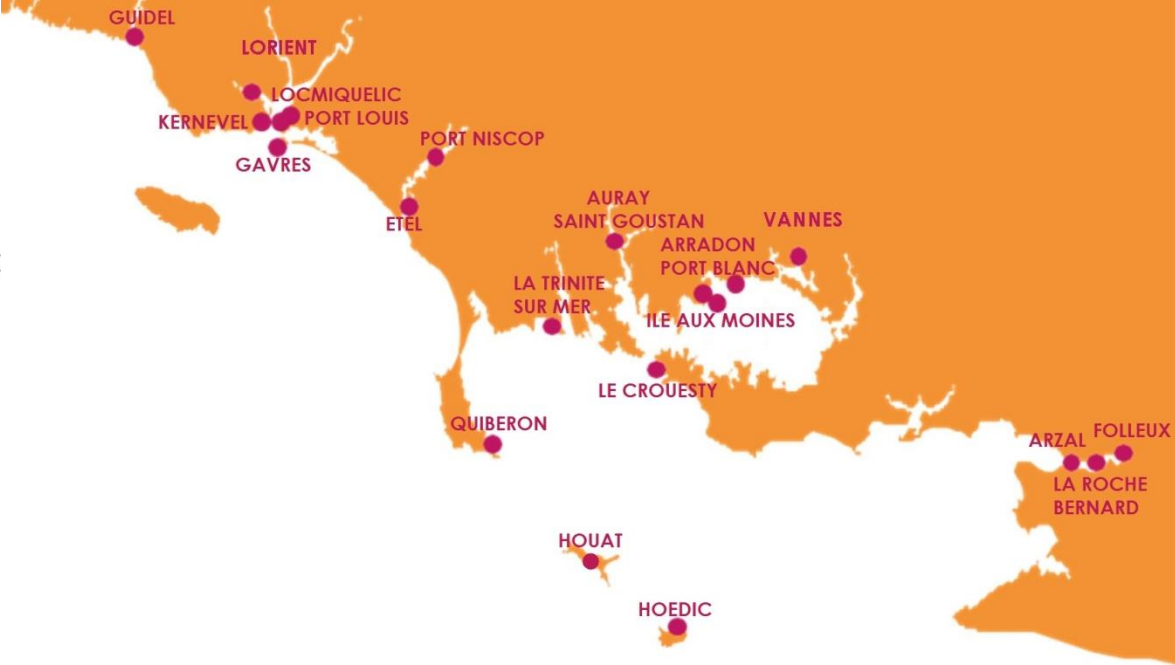 GUIDEL
LORIENT
LOCMIQUELIC
KERNEVEL
PORT LOUIS
GAVRES
PORT NISCOP
ETEL
AURAY
SAINT GOUSTAN
VANNES
ARRADON
PORT BLANC
LA TRINITE
SUR MER
ILE AUX MOINES
LE CROUESTY
QUIBERON
FOLLEUX
ARZAL
LA ROCHE
BERNARD
HOUAT
HOEDIC